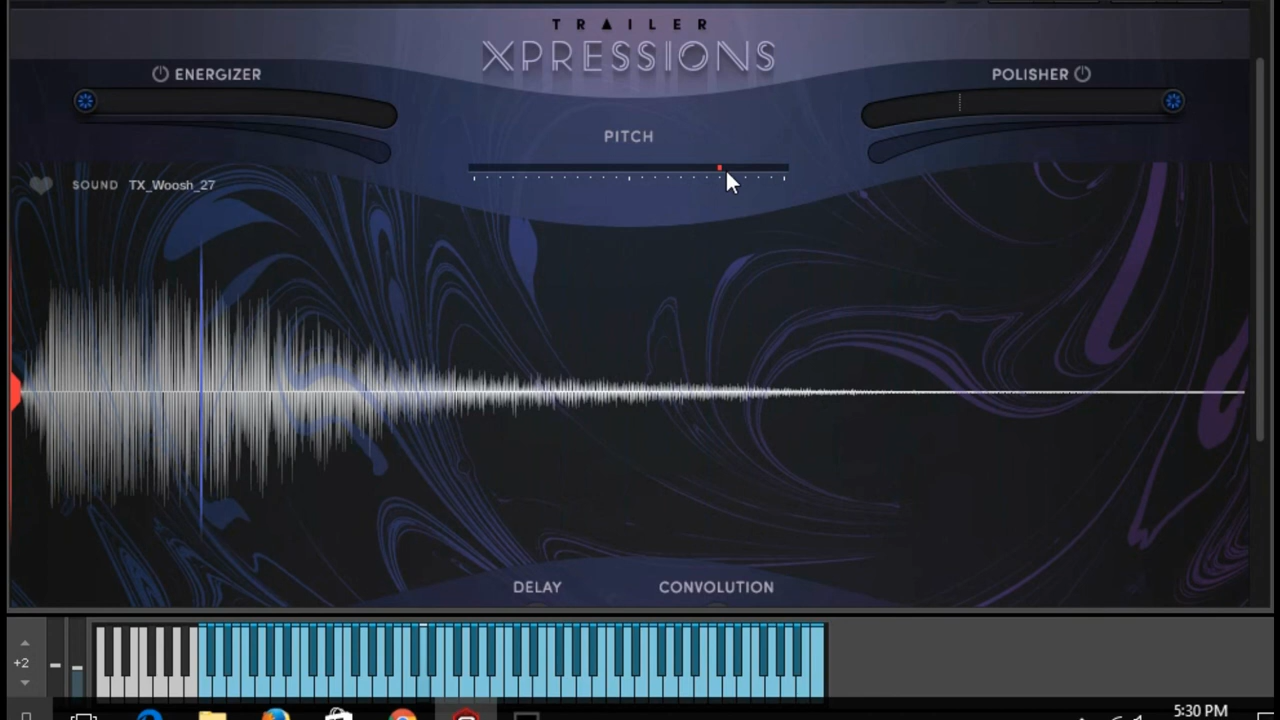 TRAILER
XPRESSIONS
ENERGIZER
POLISHER
PITCH
SOUND TX_Woosh_27
DELAY CONVOLUTION
+2
5:30 PM